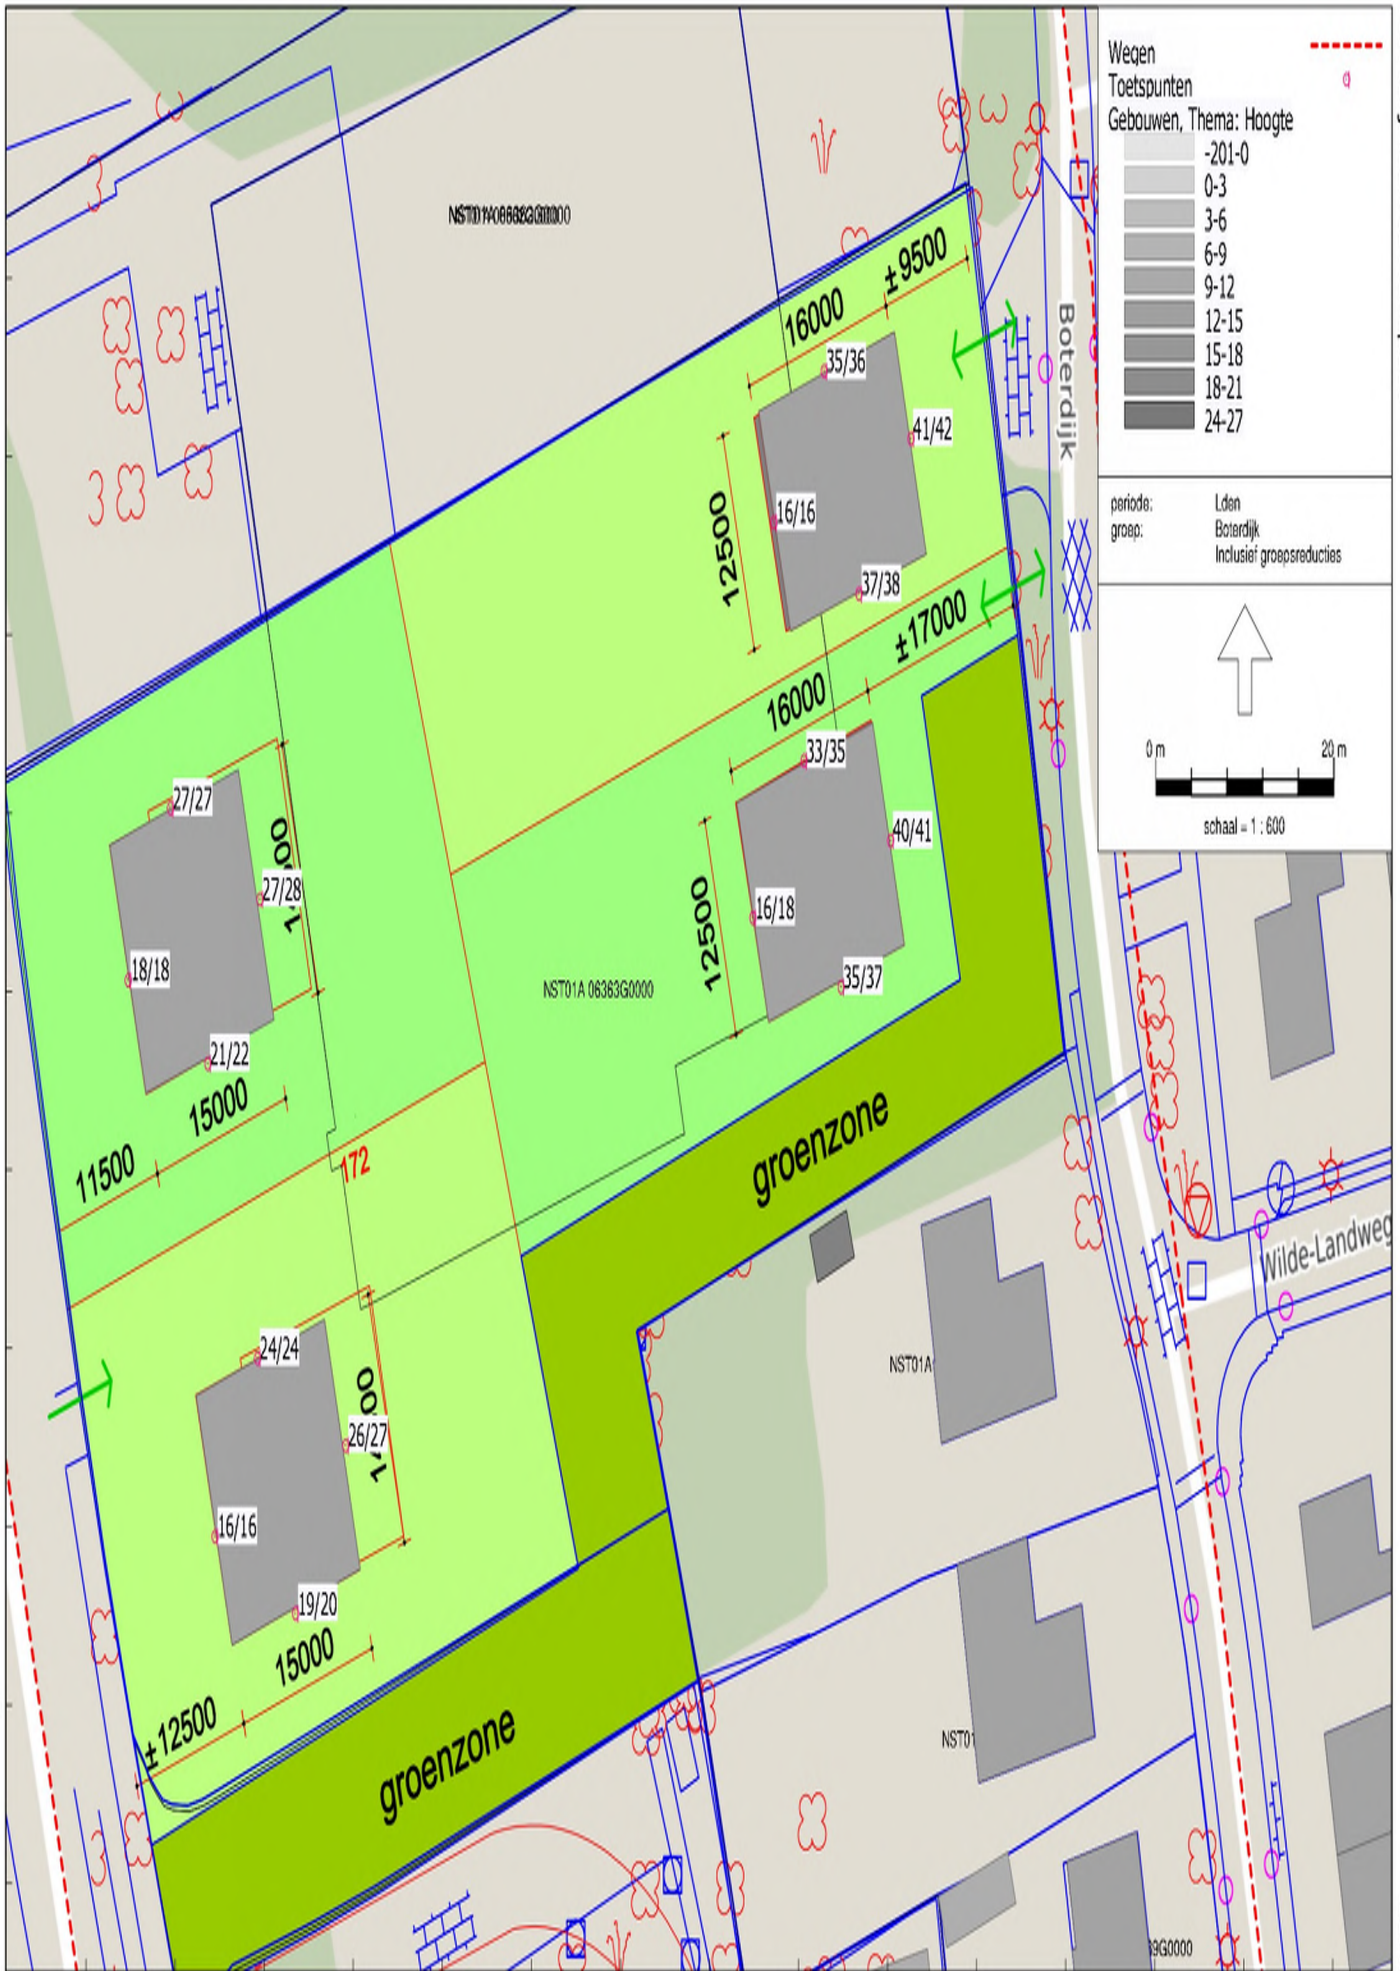 Wegen
Toetspunten
Gebouwen, Thema: Hoogte
-201-0
0-3
3-6
6-9
9-12
12-15
15-18
18-21
24-27
periode: Lden
groep: Boterdijk
Inclusief groepsreducties
0 m 20 m
schaal = 1 : 600
±9500
16000
35/36
41/42
Boterdijk
16/16
12500
37/38
±17000
16000
33/35
27/27
40/41
27/28
16/18
12500
18/18
35/37
NST01A 06363G0000
21/22
15000
11500
172
groenzone
Wilde-Landweg
24/24
NST01A
26/27
16/16
19/20
15000
±12500
groenzone
NST01